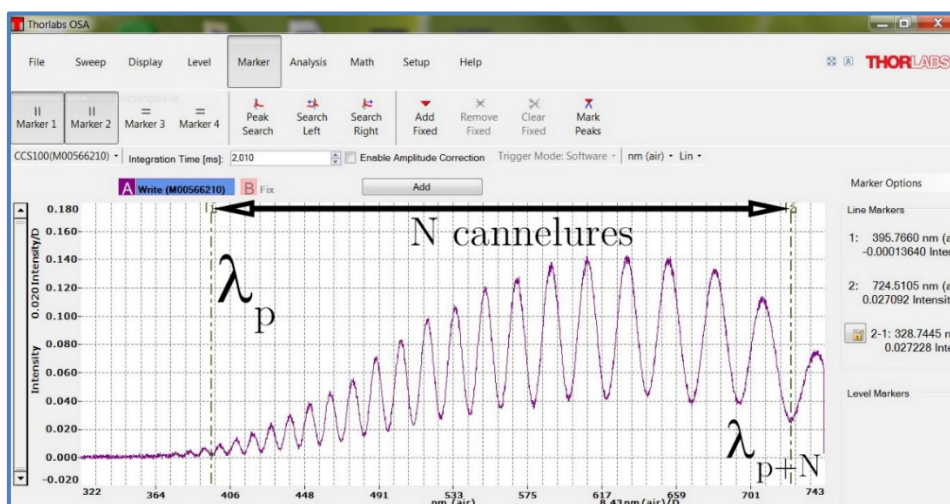 Thorlabs OSA
File Sweep Display Level Marker Analysis Math Setup Help
THORLABS
Marker 1 Marker 2 Marker 3 Marker 4 Peak Search Search Left Search Right Add Fixed Remove Fixed Clear Fixed Mark Peaks
CCS100(M00566210) Integration Time [ms]: 2,010 Enable Amplitude Correction Trigger Mode: Software nm (air) Lin
A Write (M00566210) B Fix Add
Marker Options
Line Markers
1: 395.7660 nm (a
-0.00013640 Inten
2: 724.5105 nm (a
0.027092 Intensit
2-1: 328.7445 n
0.027228 Inte
Level Markers
0.020 Intensity/D
Intensity
0.180
0.160
0.140
0.120
0.100
0.080
0.060
0.040
0.020
0.000
-0.020
N cannelures
λp
λp+N
322 364 406 448 491 533 575 617 659 701 743
nm (air) 8.43nm(air)/D